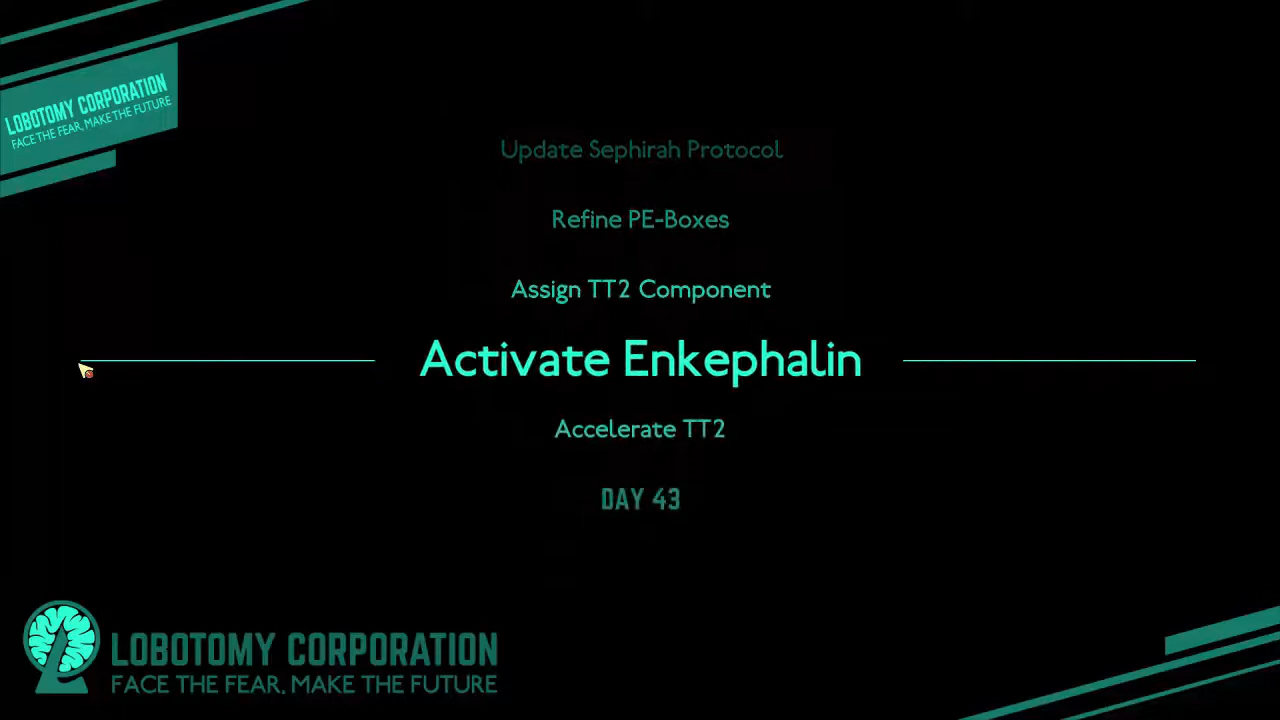 LOBOTOMY CORPORATION
FACE THE FEAR, MAKE THE FUTURE
Update Sephirah Protocol
Refine PE-Boxes
Assign TT2 Component
Activate Enkephalin
Accelerate TT2
DAY 43
LOBOTOMY CORPORATION
FACE THE FEAR, MAKE THE FUTURE